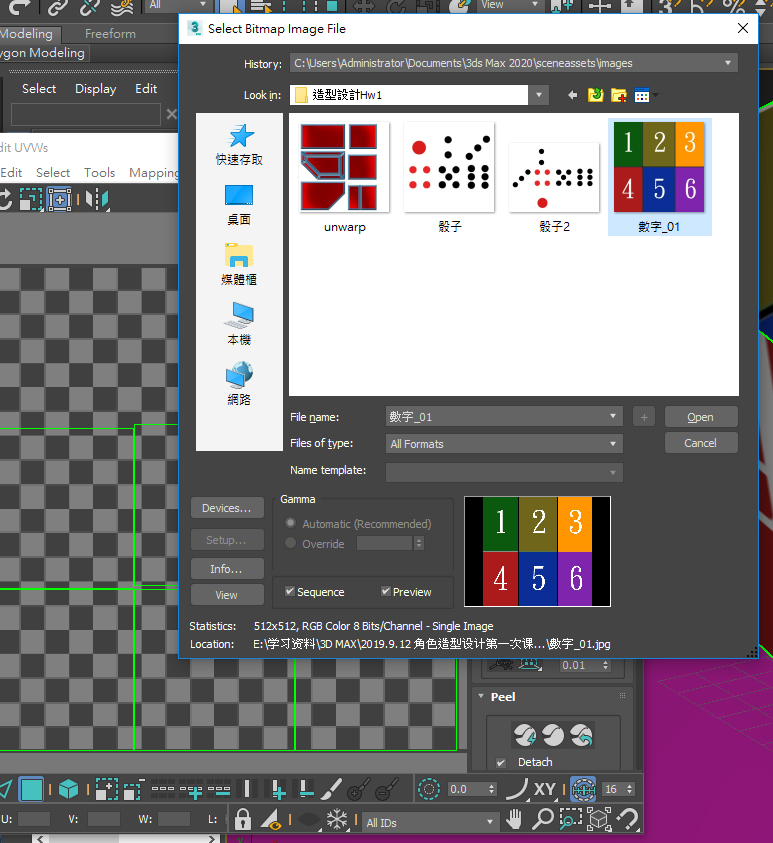 All
View
Modeling
Freeform
ygon Modeling
Select Display Edit
dit UVWs
Edit Select Tools Mapping
3 Select Bitmap Image File
History: C:\Users\Administrator\Documents\3ds Max 2020\sceneassets\images
Look in: 造型設計Hw1
快速存取
桌面
媒體櫃
本機
網路
1 2 3
4 5 6
unwarp 骰子 骰子2 數字_01
File name: 數字_01
+
Open
Files of type: All Formats
Cancel
Name template:
Devices...
Setup...
Info...
View
Gamma
Automatic (Recommended)
Override
Sequence Preview
1 2 3
4 5 6
Statistics: 512x512, RGB Color 8 Bits/Channel - Single Image
Location: E:\学习资料\3D MAX\2019.9.12 角色造型设计第一次课...\數字_01.jpg
0.01
Peel
Detach
0.0
XY
16
U: V: W: L:
All IDs